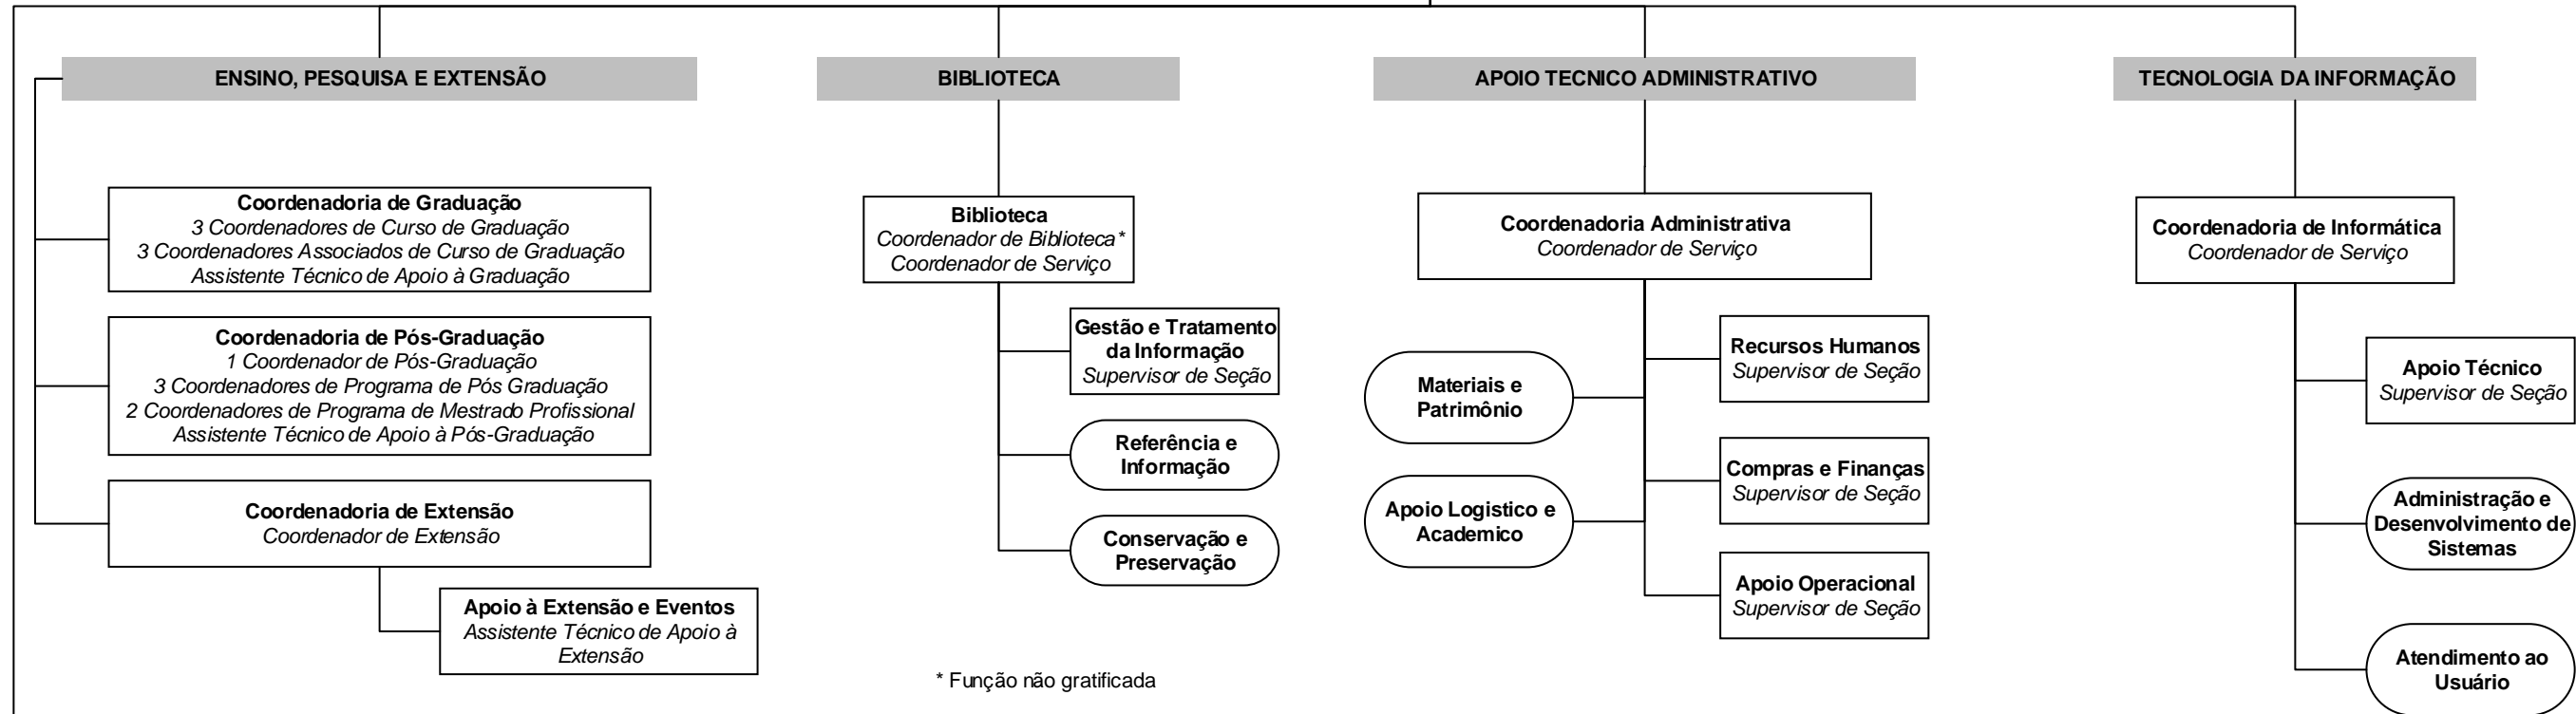 ENSINO, PESQUISA E EXTENSÃO
Coordenadoria de Graduação
3 Coordenadores de Curso de Graduação
3 Coordenadores Associados de Curso de Graduação
Assistente Técnico de Apoio à Graduação
Coordenadoria de Pós-Graduação
1 Coordenador de Pós-Graduação
3 Coordenadores de Programa de Pós Graduação
2 Coordenadores de Programa de Mestrado Profissional
Assistente Técnico de Apoio à Pós-Graduação
Coordenadoria de Extensão
Coordenador de Extensão
Apoio à Extensão e Eventos
Assistente Técnico de Apoio à
Extensão
BIBLIOTECA
Biblioteca
Coordenador de Biblioteca*
Coordenador de Serviço
Gestão e Tratamento
da Informação
Supervisor de Seção
Referência e
Informação
Conservação e
Preservação
* Função não gratificada
APOIO TECNICO ADMINISTRATIVO
Coordenadoria Administrativa
Coordenador de Serviço
Materiais e
Patrimônio
Apoio Logistico e
Academico
Recursos Humanos
Supervisor de Seção
Compras e Finanças
Supervisor de Seção
Apoio Operacional
Supervisor de Seção
TECNOLOGIA DA INFORMAÇÃO
Coordenadoria de Informática
Coordenador de Serviço
Apoio Técnico
Supervisor de Seção
Administração e
Desenvolvimento de
Sistemas
Atendimento ao
Usuário